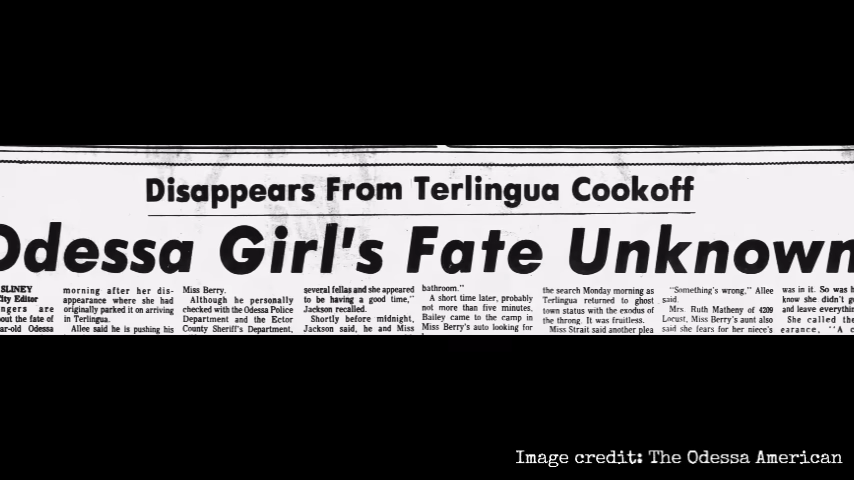 Disappears From Terlingua Cookoff
Odessa Girl's Fate Unknown
SLINEY
City Editor
ngers are
out the fate of
ar-old Odessa
morning after her dis-
appearance where she had
originally parked it on arriving
in Terlingua.
Allee said he is pushing his
Miss Berry.
Although he personally
checked with the Odessa Police
Department and the Ector
County Sheriff's Department,
several fellas and she appeared
to be having a good time,"
Jackson recalled.
Shortly before midnight,
Jackson said, he and Miss
bathroom."
A short time later, probably
not more than five minutes,
Bailey came to the camp in
Miss Berry's auto looking for
the search Monday morning as
Terlingua returned to ghost
town status with the exodus of
the throng. It was fruitless.
Miss Strait said another plea
"Something's wrong," Allee
said.
Mrs. Ruth Matheny of 4209
Locust, Miss Berry's aunt also
said she fears for her niece's
was in it. So was h
know she didn't g
and leave everythin
She called the
earance, "A c
Image credit: The Odessa American